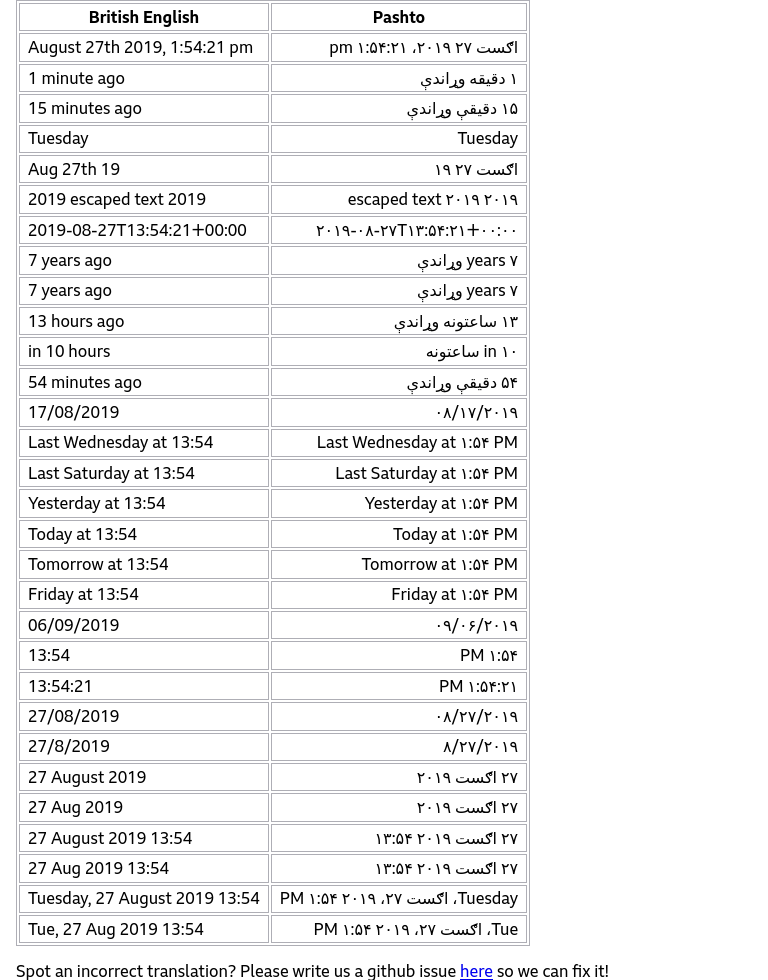 British English Pashto
August 27th 2019, 1:54:21 pm اګست ۲۷ ۲۰۱۹، ۱:۵۴:۲۱ pm
1 minute ago ۱ دقیقه وړاندې
15 minutes ago ۱۵ دقیقې وړاندې
Tuesday Tuesday
Aug 27th 19 اګست ۲۷ ۱۹
2019 escaped text 2019 ۲۰۱۹ escaped text ۲۰۱۹
2019-08-27T13:54:21+00:00 ۲۰۱۹-۰۸-۲۷T۱۳:۵۴:۲۱+۰۰:۰۰
7 years ago ۷ years وړاندې
7 years ago ۷ years وړاندې
13 hours ago ۱۳ ساعتونه وړاندې
in 10 hours in ۱۰ ساعتونه
54 minutes ago ۵۴ دقیقې وړاندې
17/08/2019 ۰۸/۱۷/۲۰۱۹
Last Wednesday at 13:54 Last Wednesday at ۱:۵۴ PM
Last Saturday at 13:54 Last Saturday at ۱:۵۴ PM
Yesterday at 13:54 Yesterday at ۱:۵۴ PM
Today at 13:54 Today at ۱:۵۴ PM
Tomorrow at 13:54 Tomorrow at ۱:۵۴ PM
Friday at 13:54 Friday at ۱:۵۴ PM
06/09/2019 ۰۹/۰۶/۲۰۱۹
13:54 ۱:۵۴ PM
13:54:21 ۱:۵۴:۲۱ PM
27/08/2019 ۰۸/۲۷/۲۰۱۹
27/8/2019 ۸/۲۷/۲۰۱۹
27 August 2019 ۲۷ اګست ۲۰۱۹
27 Aug 2019 ۲۷ اګست ۲۰۱۹
27 August 2019 13:54 ۲۷ اګست ۲۰۱۹ ۱۳:۵۴
27 Aug 2019 13:54 ۲۷ اګست ۲۰۱۹ ۱۳:۵۴
Tuesday, 27 August 2019 13:54 Tuesday، اګست ۲۷، ۲۰۱۹ ۱:۵۴ PM
Tue, 27 Aug 2019 13:54 Tue، اګست ۲۷، ۲۰۱۹ ۱:۵۴ PM
Spot an incorrect translation? Please write us a github issue here so we can fix it!